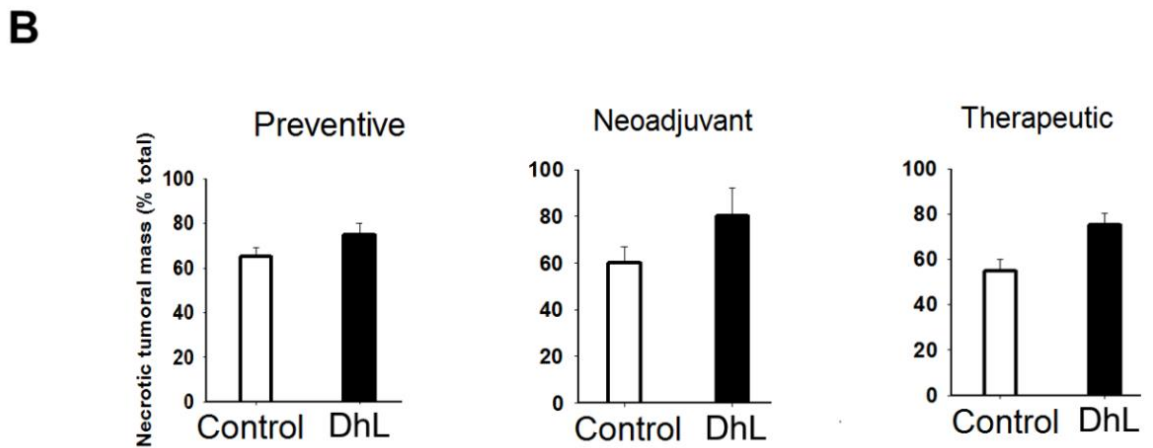 B
Preventive
Necrotic tumoral mass (% total)
100
80
60
40
20
0
Control DhL
Neoadjuvant
100
80
60
40
20
0
Control DhL
Therapeutic
100
80
60
40
20
0
Control DhL